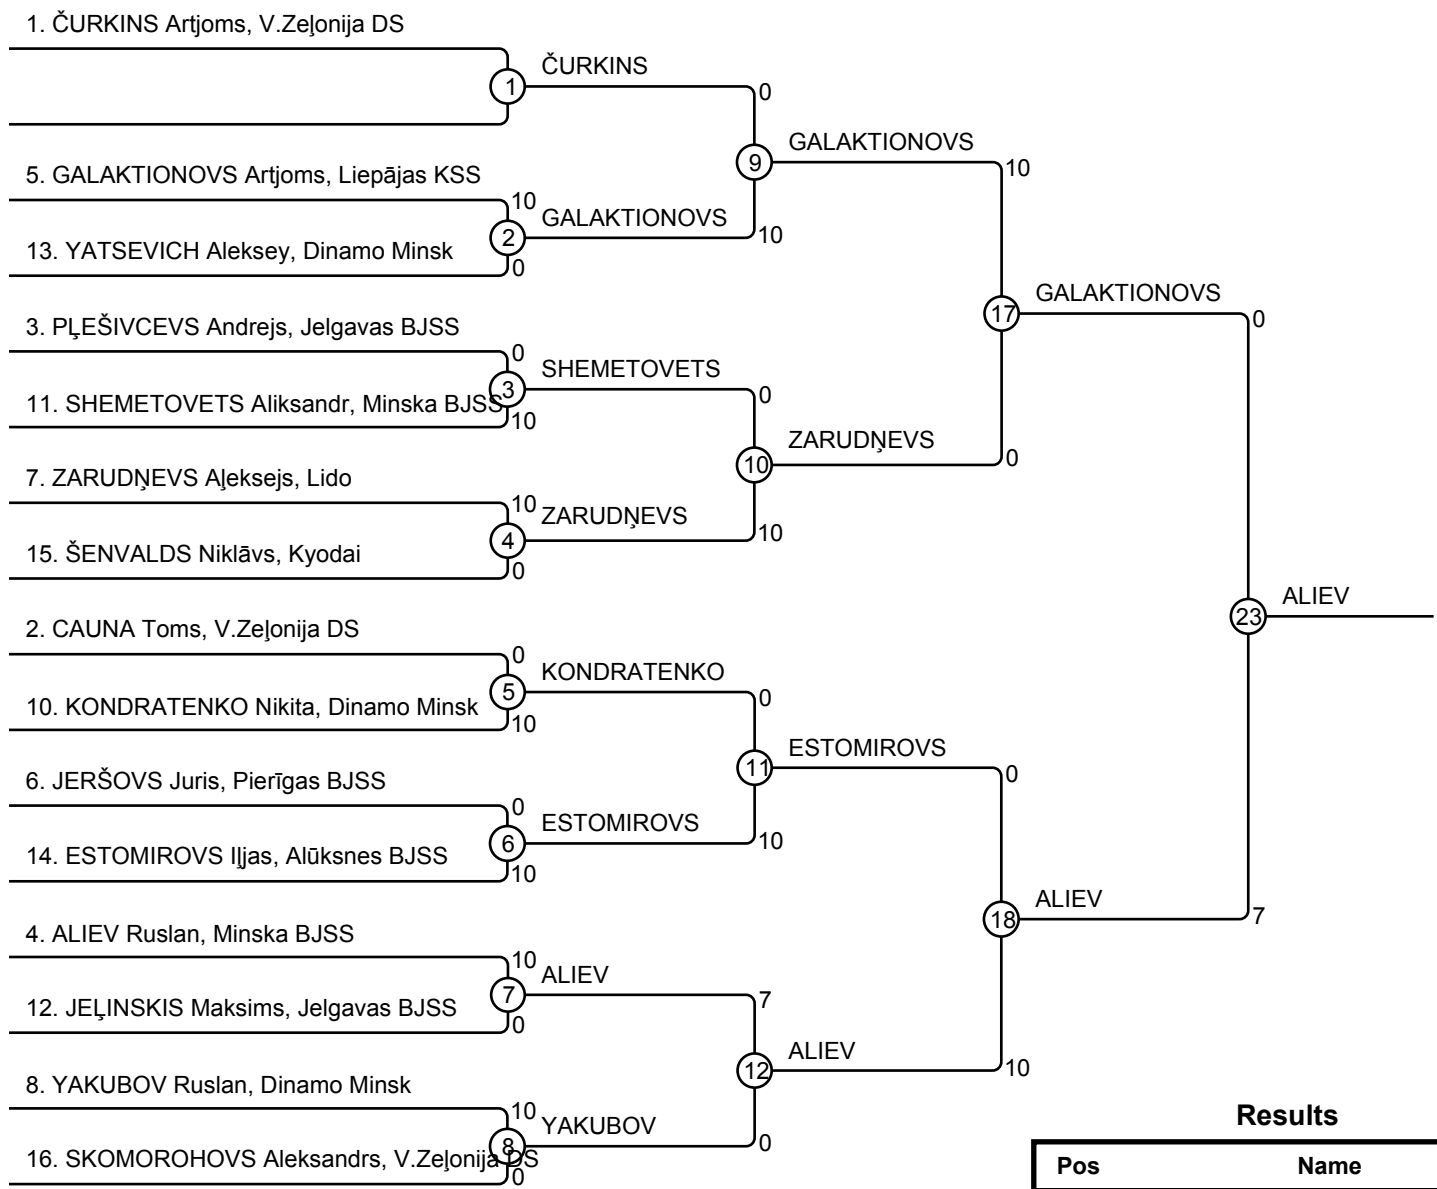 1. ČURKINS Artjoms, V.Zeļonija DS
1
ČURKINS
0
9
GALAKTIONOVS
10
5. GALAKTIONOVS Artjoms, Liepājas KSS
10
2
GALAKTIONOVS
10
13. YATSEVICH Aleksey, Dinamo Minsk
0
17
GALAKTIONOVS
0
3. PĻEŠIVCEVS Andrejs, Jelgavas BJSS
0
3
SHEMETOVETS
0
11. SHEMETOVETS Aliksandr, Minska BJSS
10
10
ZARUDŅEVS
0
7. ZARUDŅEVS Aļeksejs, Lido
10
4
ZARUDŅEVS
10
15. ŠENVALDS Niklāvs, Kyodai
0
23
ALIEV
2. CAUNA Toms, V.Zeļonija DS
0
5
KONDRATENKO
0
10. KONDRATENKO Nikita, Dinamo Minsk
10
11
ESTOMIROVS
0
6. JERŠOVS Juris, Pierīgas BJSS
0
6
ESTOMIROVS
10
14. ESTOMIROVS Iļjas, Alūksnes BJSS
10
18
ALIEV
7
4. ALIEV Ruslan, Minska BJSS
10
7
ALIEV
7
12. JEĻINSKIS Maksims, Jelgavas BJSS
0
12
ALIEV
10
8. YAKUBOV Ruslan, Dinamo Minsk
10
8
YAKUBOV
0
16. SKOMOROHOVS Aleksandrs, V.Zeļonija DS
0
Results
Pos Name